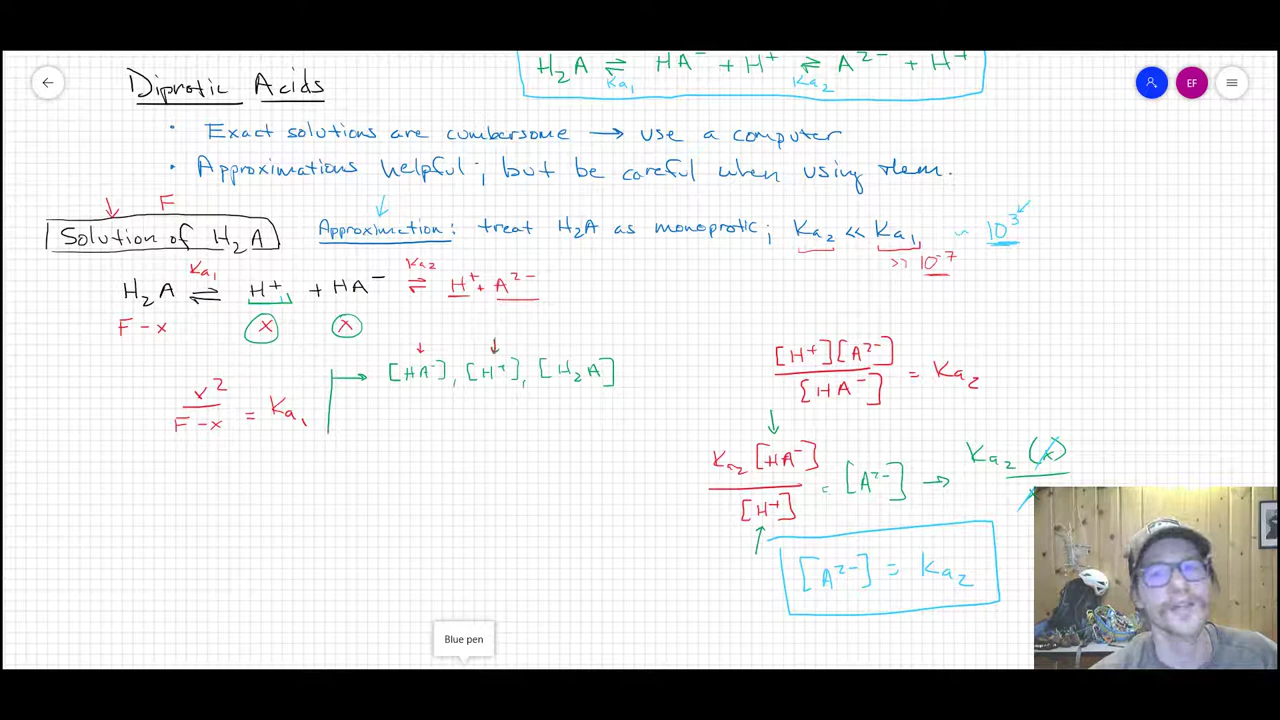 H₂A ⇌ HA⁻ + H⁺ ⇌ A²⁻ + H⁺
Ka₁ Ka₂
Diprotic Acids
EF
• Exact solutions are cumbersome → use a computer
• Approximations helpful; but be careful when using them.
F
Solution of H₂A
Approximation: treat H₂A as monoprotic; Ka₂ << Ka₁ ~ 10³
>> 10⁻⁷
Ka₁ Ka₂
H₂A ⇌ H⁺ + HA⁻ ⇌ H⁺ + A²⁻
F - x x x
[HA⁻], [H⁺], [H₂A]
x² / F - x = Ka₁
[H⁺][A²⁻] / [HA⁻] = Ka₂
Ka₂ [HA⁻] / [H⁺] = [A²⁻] → Ka₂ (x)
[A²⁻] = Ka₂
Blue pen